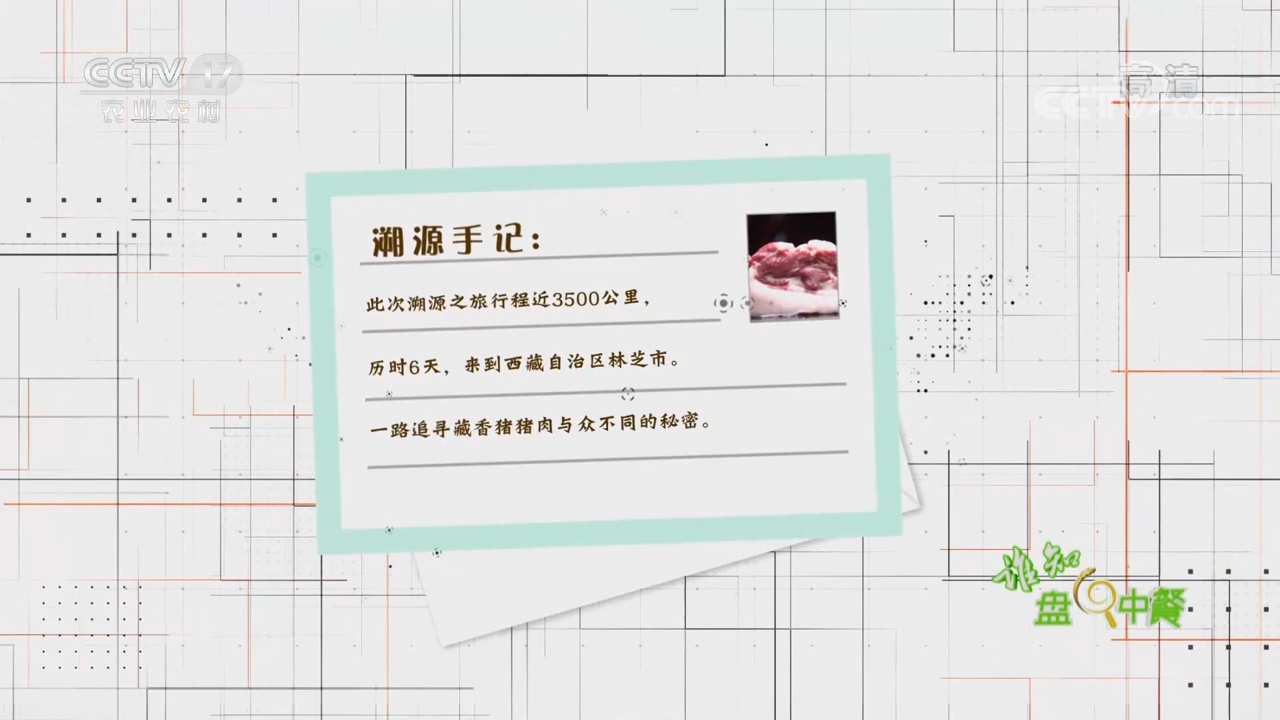 CCTV 17
农业农村
高清
CCTV.com
溯源手记：
此次溯源之旅行程近3500公里，
历时6天，来到西藏自治区林芝市。
一路追寻藏香猪猪肉与众不同的秘密。
谁知
盘中餐